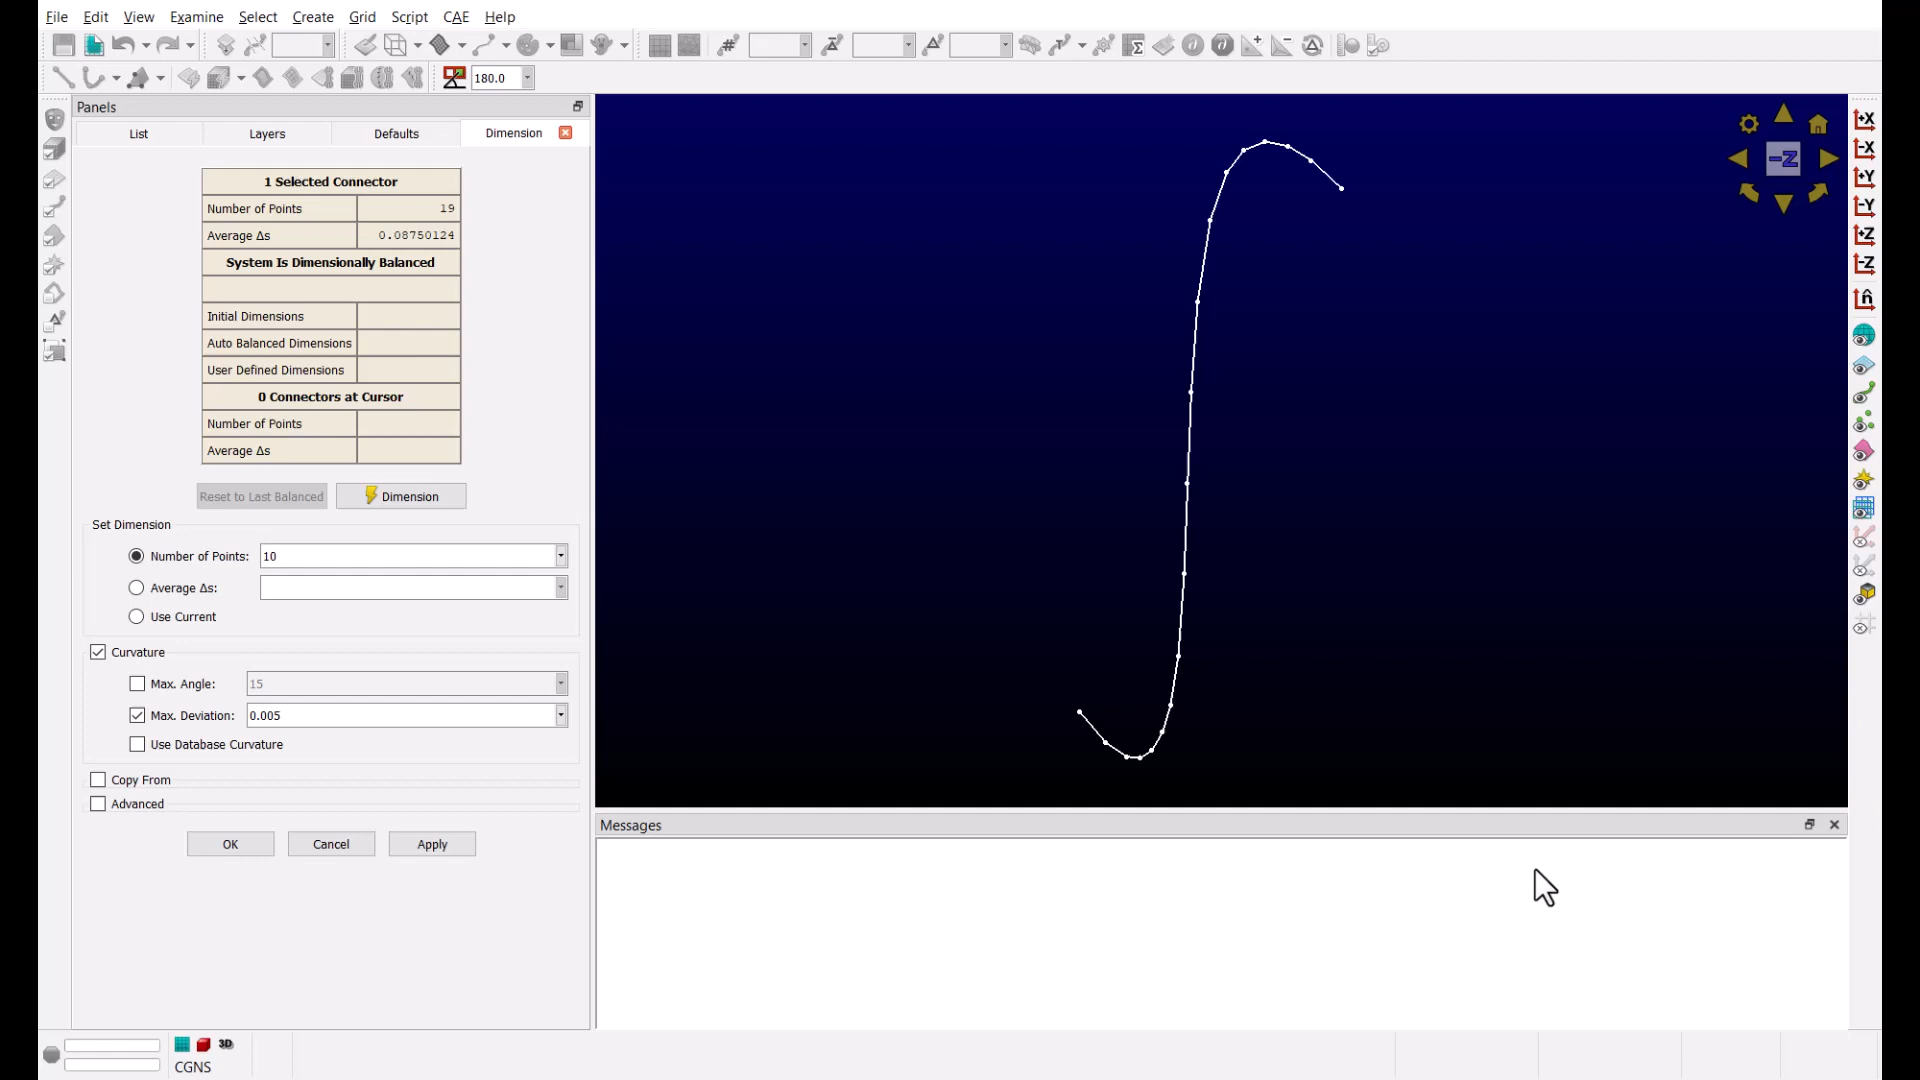 File Edit View Examine Select Create Grid Script CAE Help
180.0
Panels
List Layers Defaults Dimension
1 Selected Connector
Number of Points 19
Average Δs 0.08750124
System Is Dimensionally Balanced
Initial Dimensions
Auto Balanced Dimensions
User Defined Dimensions
0 Connectors at Cursor
Number of Points
Average Δs
Reset to Last Balanced Dimension
Set Dimension
Number of Points: 10
Average Δs:
Use Current
Curvature
Max. Angle: 15
Max. Deviation: 0.005
Use Database Curvature
Copy From
Advanced
OK Cancel Apply
-Z
+X
-X
+Y
-Y
+Z
-Z
n̂
Messages
3D
CGNS